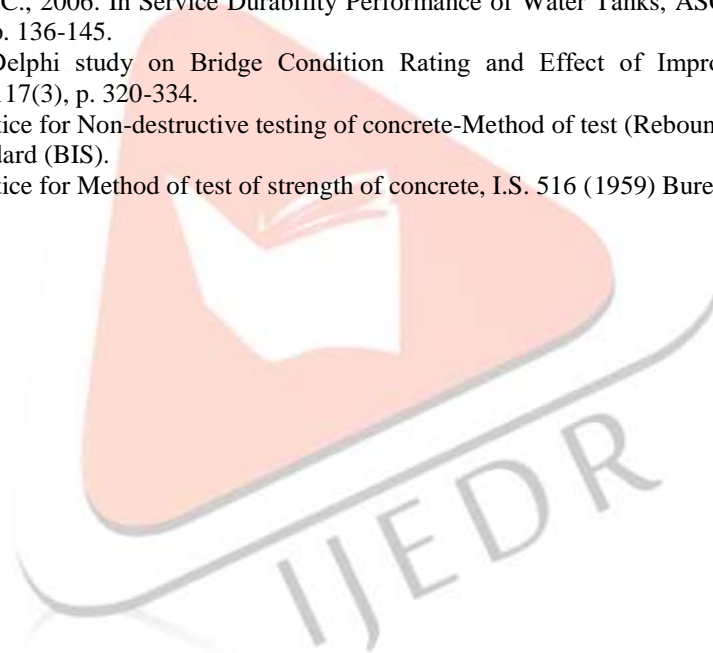 C., 2006. In Service Durability Performance of Water Tanks, ASC
p. 136-145.
Delphi study on Bridge Condition Rating and Effect of Impro
117(3), p. 320-334.
tice for Non-destructive testing of concrete-Method of test (Reboun
dard (BIS).
tice for Method of test of strength of concrete, I.S. 516 (1959) Bure
IJEDR